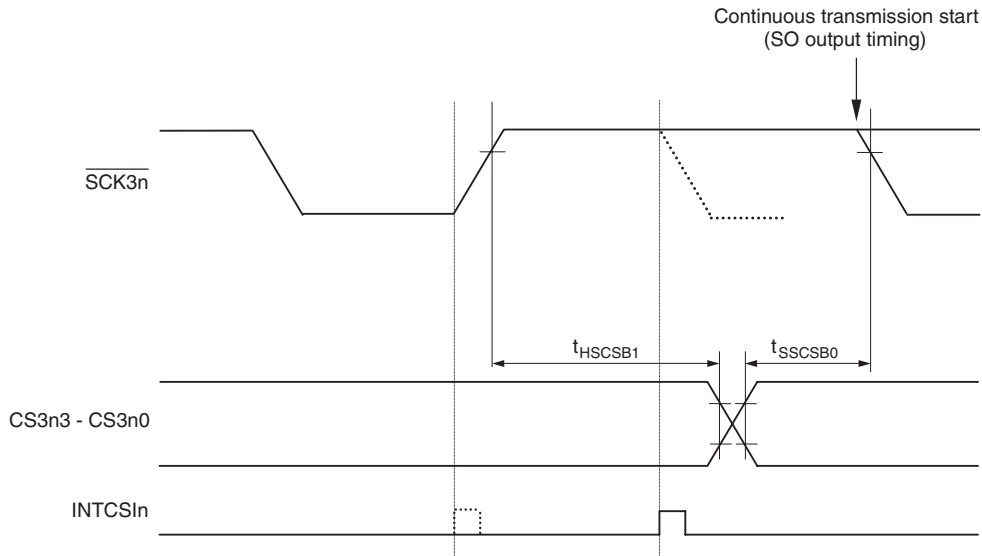 Continuous transmission start
(SO output timing)
SCK3n
tHSCSB1
tSSCSB0
CS3n3 - CS3n0
INTCSIn